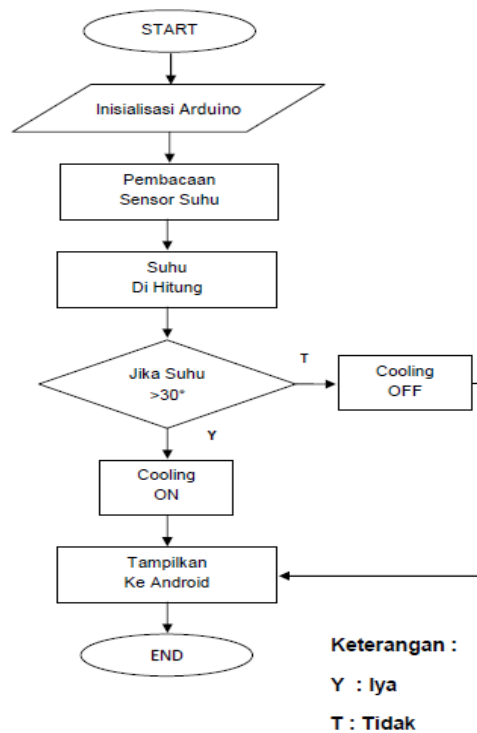 START
Inisialisasi Arduino
Pembacaan
Sensor Suhu
Suhu
Di Hitung
Jika Suhu
>30°
T
Cooling
OFF
Y
Cooling
ON
Tampilkan
Ke Android
END
Keterangan :
Y : Iya
T : Tidak